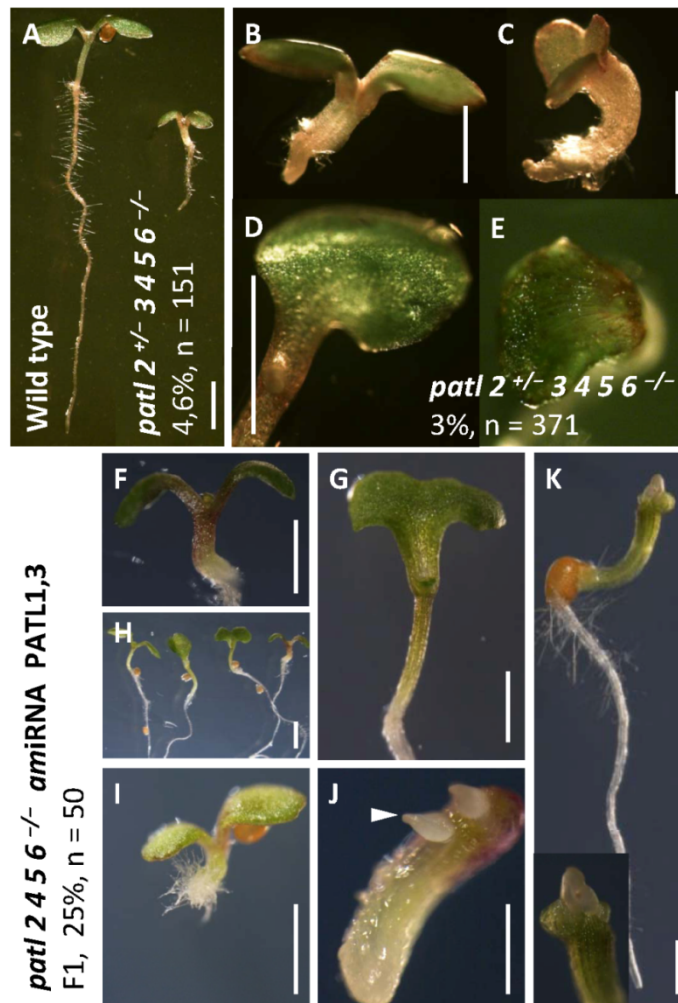 A
B
C
Wild type
patl 2 +/- 3 4 5 6 -/-
4,6%, n = 151
D
E
patl 2 +/- 3 4 5 6 -/-
3%, n = 371
F
G
K
H
patl 2 4 5 6 -/- amiRNA PATL1,3
F1, 25%, n = 50
I
J